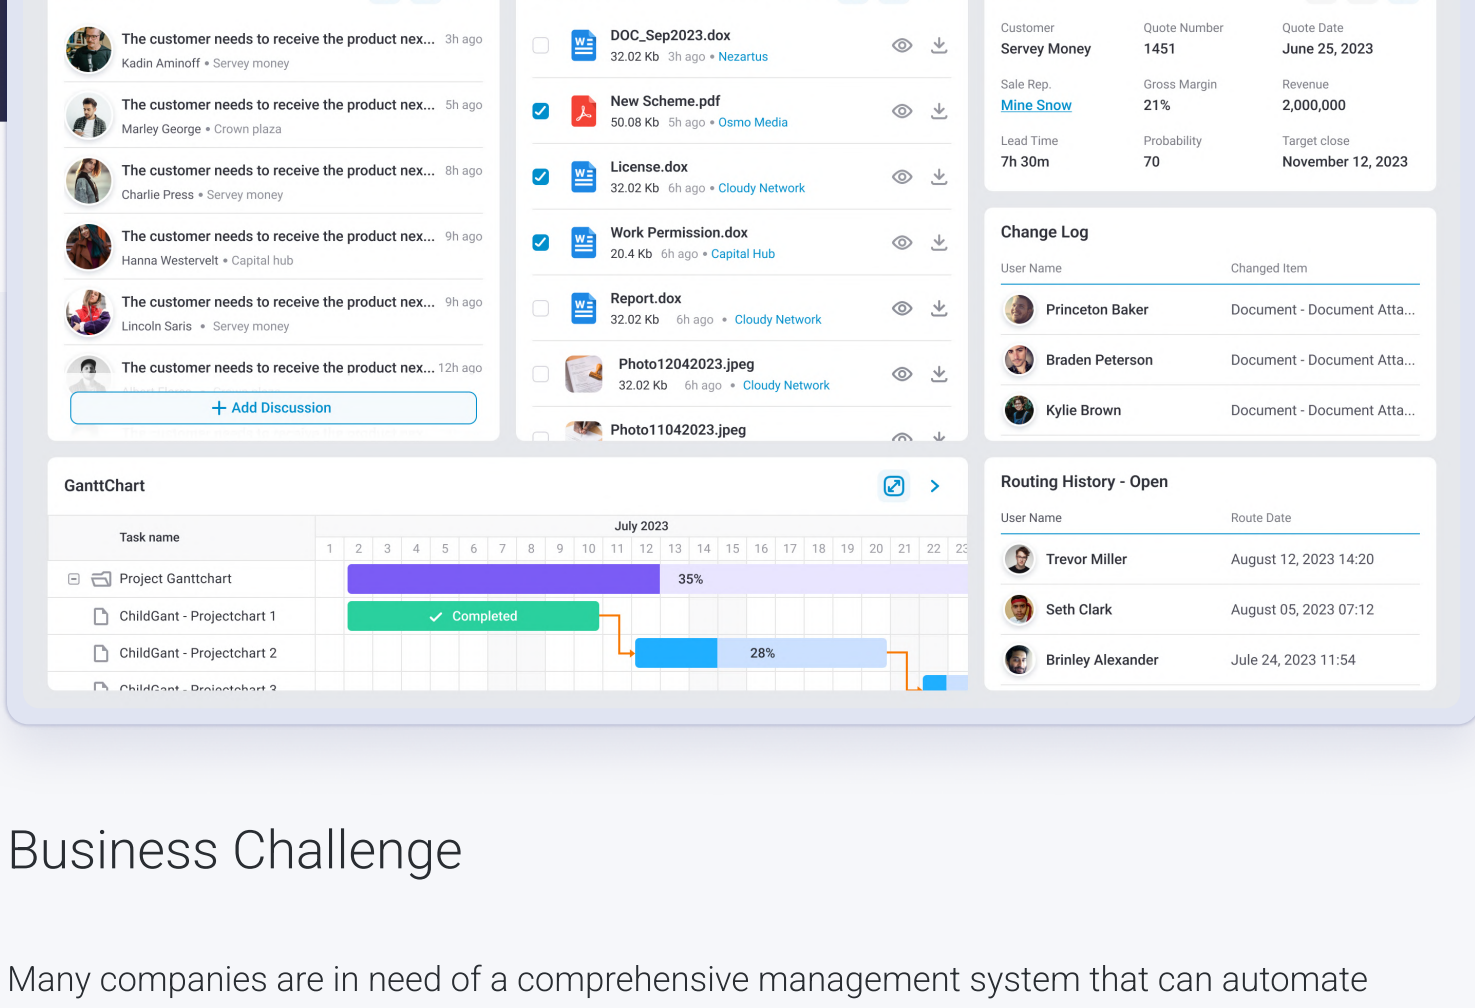 The customer needs to receive the product nex... 3h ago
Kadin Aminoff • Servey money
The customer needs to receive the product nex... 5h ago
Marley George • Crown plaza
The customer needs to receive the product nex... 8h ago
Charlie Press • Servey money
The customer needs to receive the product nex... 9h ago
Hanna Westervelt • Capital hub
The customer needs to receive the product nex... 9h ago
Lincoln Saris • Servey money
The customer needs to receive the product nex... 12h ago
+ Add Discussion
DOC_Sep2023.dox
32.02 Kb 3h ago • Nezartus
New Scheme.pdf
50.08 Kb 5h ago • Osmo Media
License.dox
32.02 Kb 6h ago • Cloudy Network
Work Permission.dox
20.4 Kb 6h ago • Capital Hub
Report.dox
32.02 Kb 6h ago • Cloudy Network
Photo12042023.jpeg
32.02 Kb 6h ago • Cloudy Network
Photo11042023.jpeg
Customer Quote Number Quote Date
Servey Money 1451 June 25, 2023
Sale Rep. Gross Margin Revenue
Mine Snow 21% 2,000,000
Lead Time Probability Target close
7h 30m 70 November 12, 2023
Change Log
User Name Changed Item
Princeton Baker Document - Document Atta...
Braden Peterson Document - Document Atta...
Kylie Brown Document - Document Atta...
GanttChart
Task name
July 2023
1 2 3 4 5 6 7 8 9 10 11 12 13 14 15 16 17 18 19 20 21 22 23
Project Ganttchart 35%
ChildGant - Projectchart 1 Completed
ChildGant - Projectchart 2 28%
ChildGant - Projectchart 3
Routing History - Open
User Name Route Date
Trevor Miller August 12, 2023 14:20
Seth Clark August 05, 2023 07:12
Brinley Alexander Jule 24, 2023 11:54
Business Challenge
Many companies are in need of a comprehensive management system that can automate